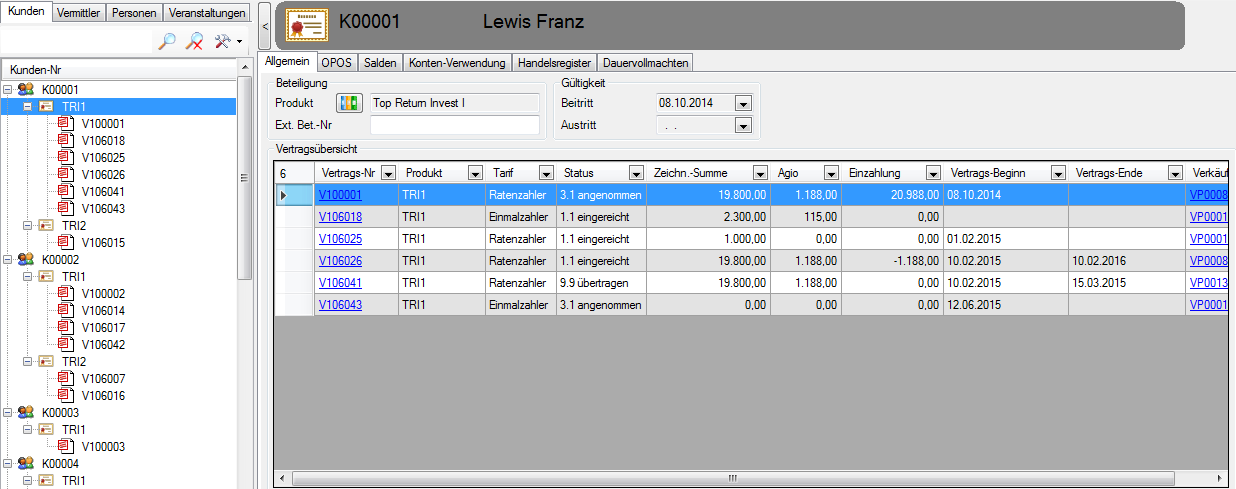 Kunden Vermittler Personen Veranstaltungen
Kunden-Nr
K00001
TRI1
V100001
V106018
V106025
V106026
V106041
V106043
TRI2
V106015
K00002
TRI1
V100002
V106014
V106017
V106042
TRI2
V106007
V106016
K00003
TRI1
V100003
K00004
TRI1
< K00001 Lewis Franz
Allgemein OPOS Salden Konten-Verwendung Handelsregister Dauervollmachten
Beteiligung Gültigkeit
Produkt Top Return Invest I Beitritt 08.10.2014
Ext. Bet.-Nr Austritt . .
Vertragsübersicht
6 Vertrags-Nr Produkt Tarif Status Zeichn.-Summe Agio Einzahlung Vertrags-Beginn Vertrags-Ende Verkäuf
V100001 TRI1 Ratenzahler 3.1 angenommen 19.800,00 1.188,00 20.988,00 08.10.2014 VP0008
V106018 TRI1 Einmalzahler 1.1 eingereicht 2.300,00 115,00 0,00 VP0001
V106025 TRI1 Ratenzahler 1.1 eingereicht 1.000,00 0,00 0,00 01.02.2015 VP0001
V106026 TRI1 Ratenzahler 1.1 eingereicht 19.800,00 1.188,00 -1.188,00 10.02.2015 10.02.2016 VP0008
V106041 TRI1 Ratenzahler 9.9 übertragen 19.800,00 1.188,00 0,00 10.02.2015 15.03.2015 VP0013
V106043 TRI1 Einmalzahler 3.1 angenommen 0,00 0,00 0,00 12.06.2015 VP0001